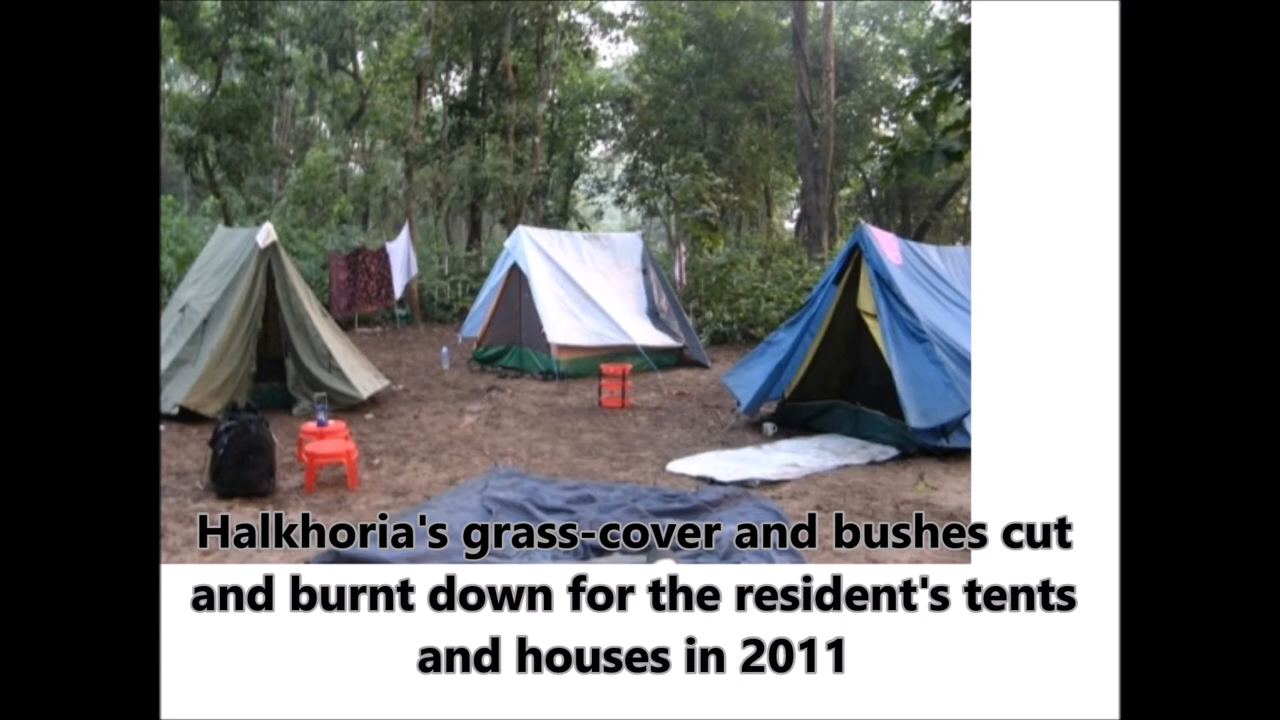 Halkhoria's grass-cover and bushes cut
and burnt down for the resident's tents
and houses in 2011